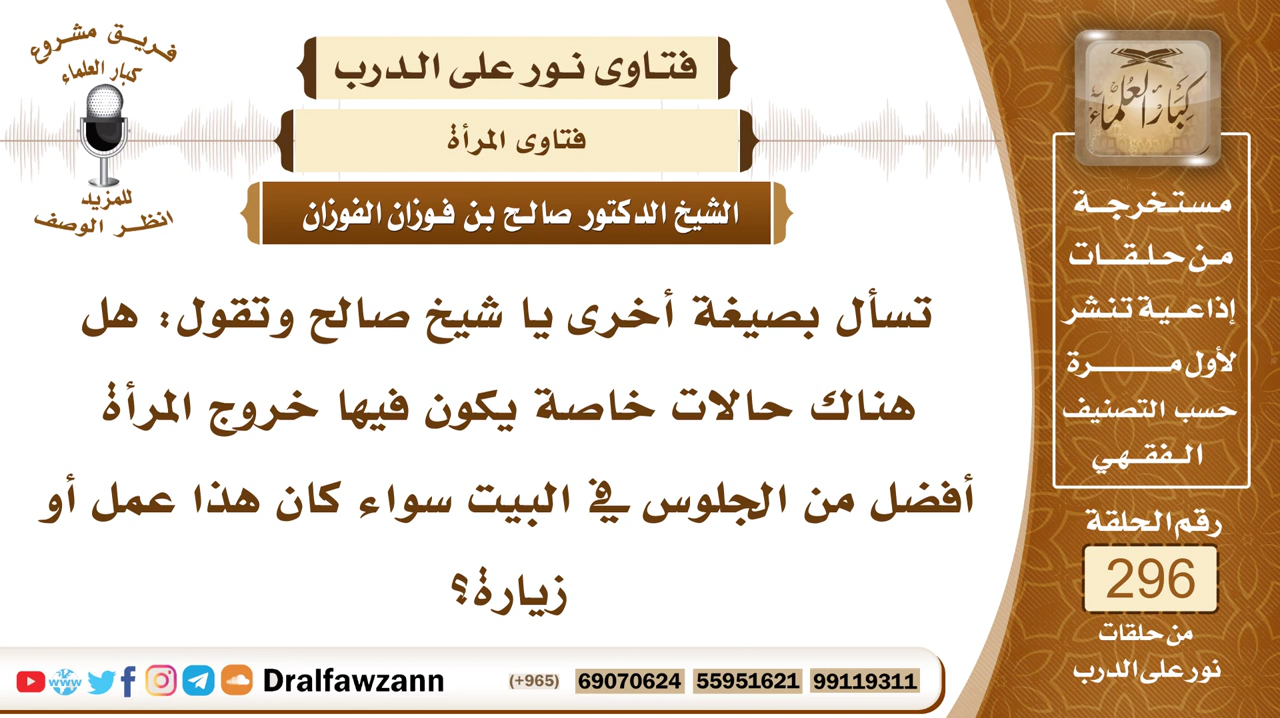 فريق مشروع
كبار العلماء
للمزيد
انظر الوصف
فتاوى نور على الدرب
فتاوى المرأة
الشيخ الدكتور صالح بن فوزان الفوزان
تسأل بصيغة أخرى يا شيخ صالح وتقول: هل
هناك حالات خاصة يكون فيها خروج المرأة
أفضل من الجلوس في البيت سواء كان هذا عمل أو
زيارة؟
كبار العلماء
مستخرجة
من حلقات
إذاعية تنشر
لأول مرة
حسب التصنيف
الفقهي
رقم الحلقة
296
من حلقات
نور على الدرب
www Dralfawzann (+965) 69070624 55951621 99119311